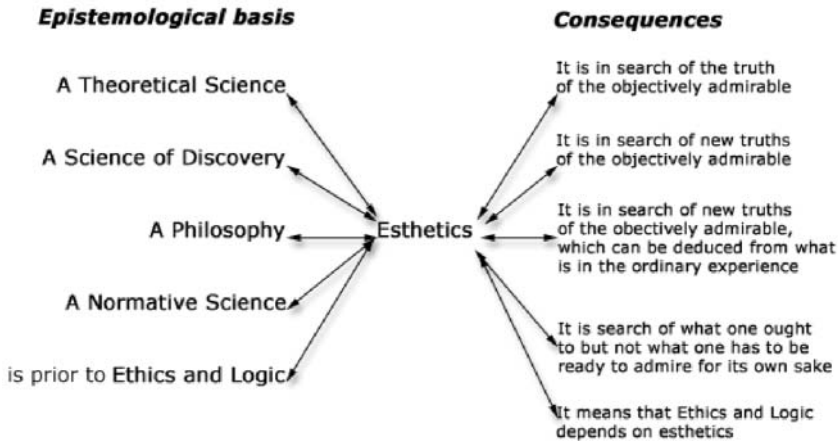 Epistemological basis
A Theoretical Science
A Science of Discovery
A Philosophy
A Normative Science
is prior to Ethics and Logic
Esthetics
Consequences
It is in search of the truth
of the objectively admirable
It is in search of new truths
of the objectively admirable
It is in search of new truths
of the obectively admirable,
which can be deduced from what
is in the ordinary experience
It is search of what one ought
to but not what one has to be
ready to admire for its own sake
It means that Ethics and Logic
depends on esthetics